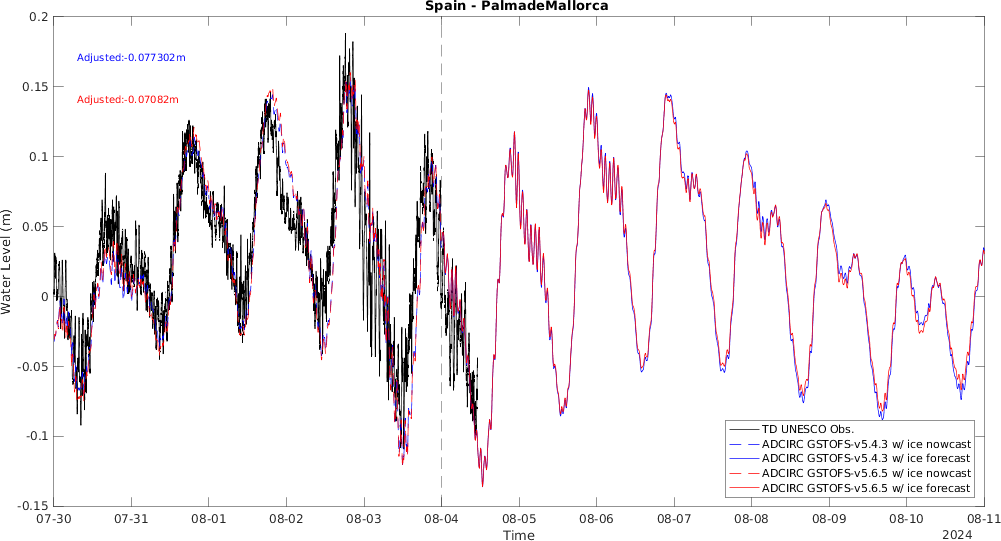 Spain - PalmadeMallorca
Adjusted:-0.077302m
Adjusted:-0.07082m
Water Level (m)
0.2
0.15
0.1
0.05
0
-0.05
-0.1
-0.15
07-30 07-31 08-01 08-02 08-03 08-04 08-05 08-06 08-07 08-08 08-09 08-10 08-11
Time
2024
TD UNESCO Obs.
ADCIRC GSTOFS-v5.4.3 w/ ice nowcast
ADCIRC GSTOFS-v5.4.3 w/ ice forecast
ADCIRC GSTOFS-v5.6.5 w/ ice nowcast
ADCIRC GSTOFS-v5.6.5 w/ ice forecast